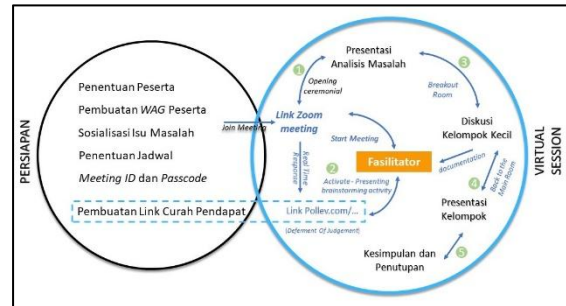 PERSIAPAN
Penentuan Peserta
Pembuatan WAG Peserta
Sosialisasi Isu Masalah
Penentuan Jadwal
Meeting ID dan Passcode
Pembuatan Link Curah Pendapat
Join Meeting
1
Opening
ceremonial
Link Zoom
meeting
Real Time
Response
Presentasi
Analisis Masalah
3
Breakout
Room
Start Meeting
Diskusi
Kelompok Kecil
Fasilitator
documentation
2
Activate - Presenting
brainstorming activity
Link Pollev.com/...
(Deferment Of Judgement)
4
Back to the
Main Room
Presentasi
Kelompok
5
Kesimpulan dan
Penutupan
VIRTUAL
SESSION